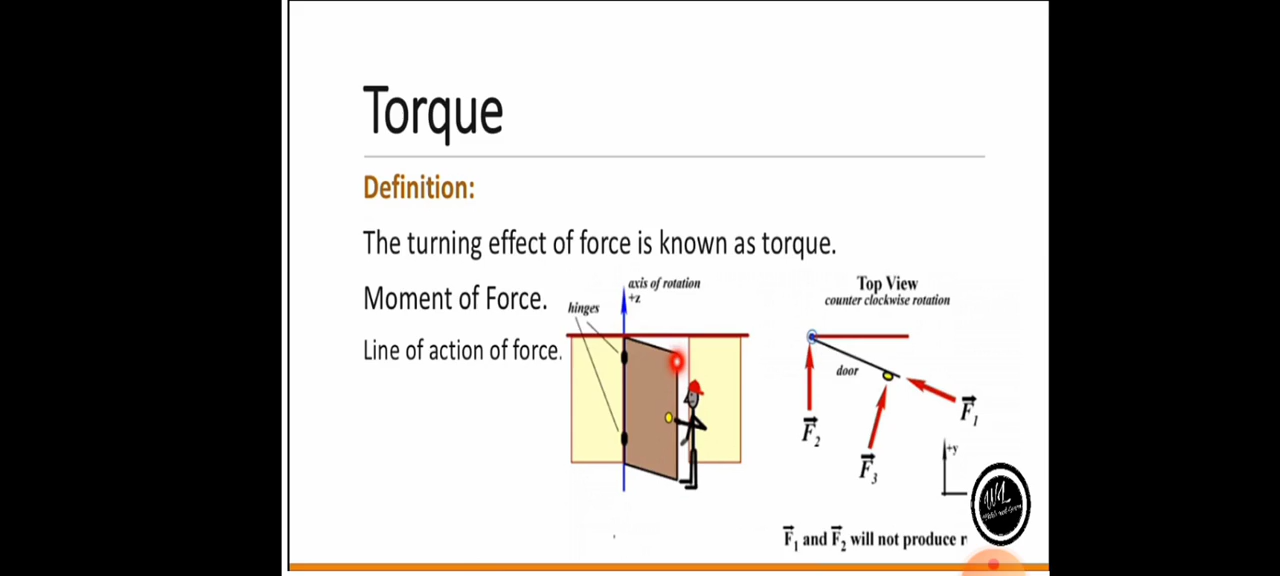 Torque
Definition:
The turning effect of force is known as torque.
Moment of Force.
Line of action of force.
axis of rotation
+z
hinges
Top View
counter clockwise rotation
door
F₁
F₂
F₃
+y
WL
F₁ and F₂ will not produce r